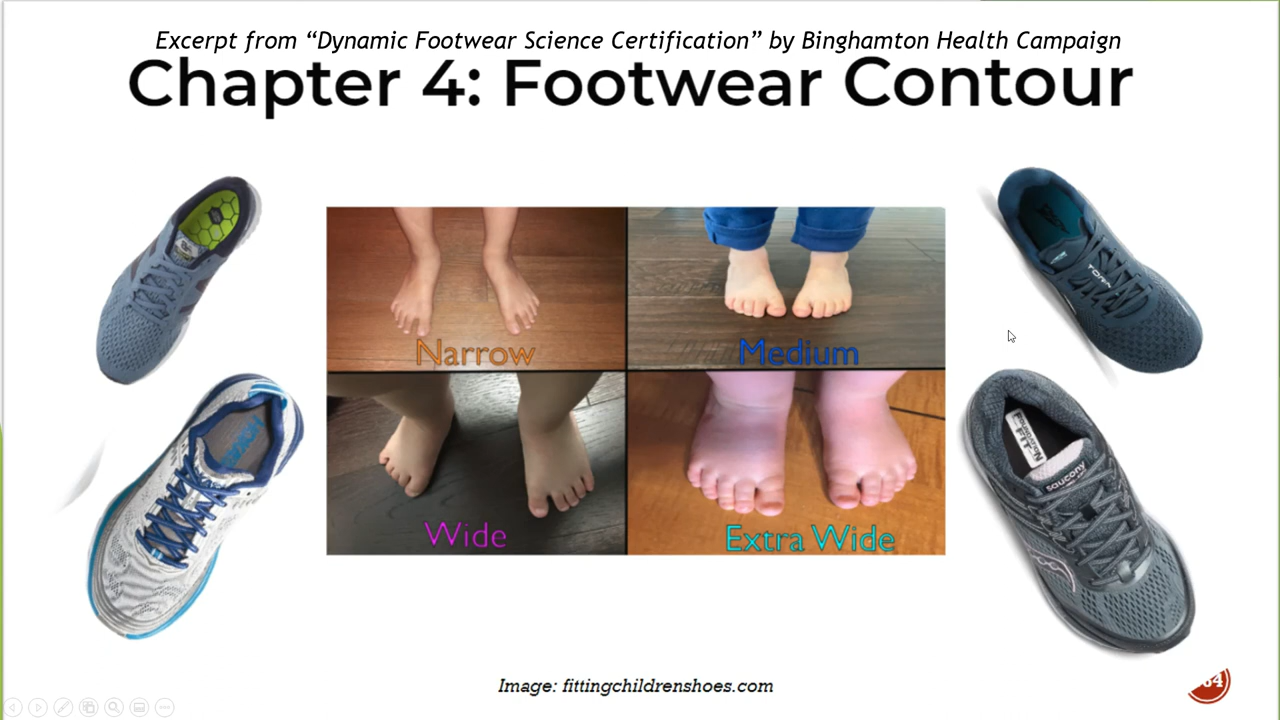 Excerpt from “Dynamic Footwear Science Certification” by Binghamton Health Campaign
Chapter 4: Footwear Contour
Narrow
Medium
Wide
Extra Wide
saucony
Image: fittingchildrenshoes.com